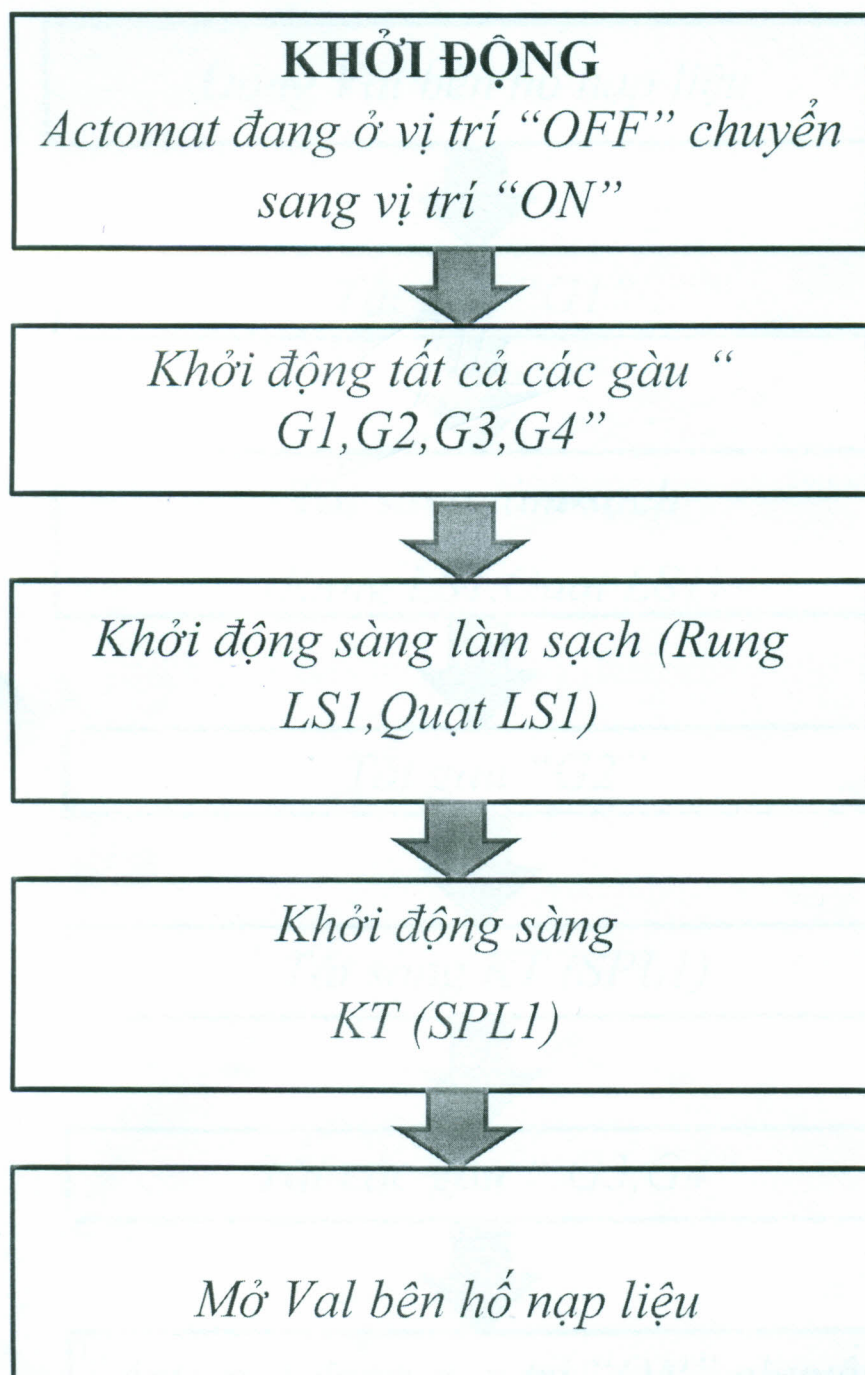 KHỞI ĐỘNG
Actomat đang ở vị trí “OFF” chuyển
sang vị trí “ON”
Khởi động tất cả các gàu “
G1,G2,G3,G4”
Khởi động sàng làm sạch (Rung
LS1,Quạt LS1)
Khởi động sàng
KT (SPL1)
Mở Val bên hố nạp liệu